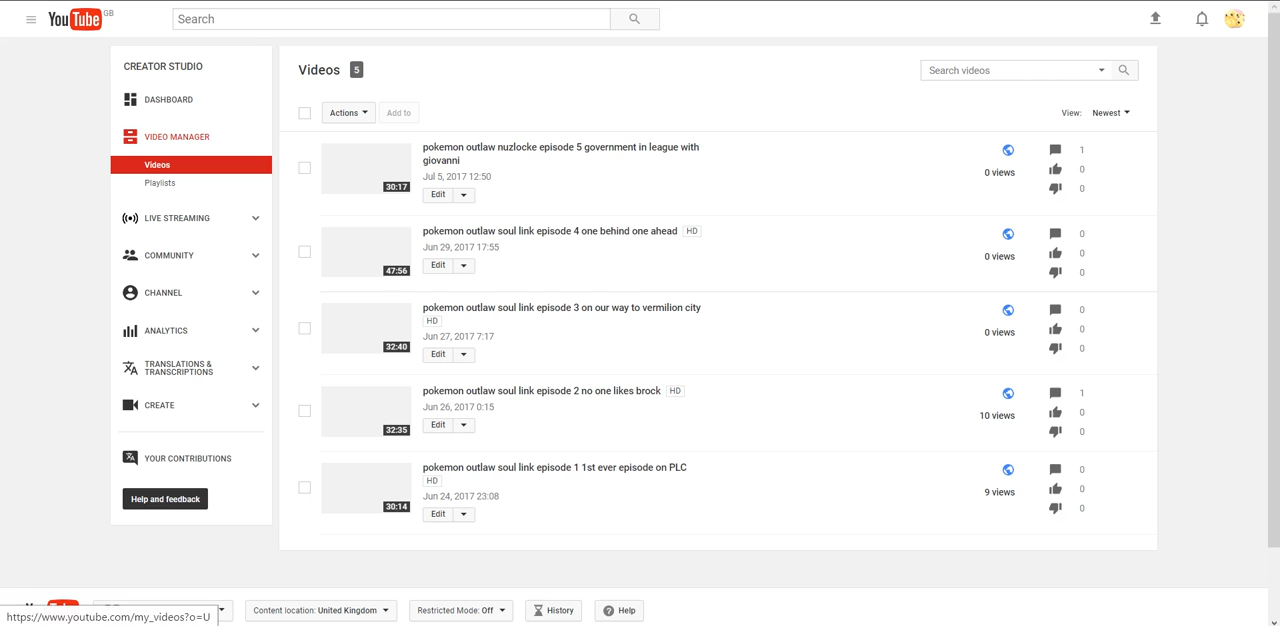 YouTube GB
Search
CREATOR STUDIO
DASHBOARD
VIDEO MANAGER
Videos
Playlists
LIVE STREAMING
COMMUNITY
CHANNEL
ANALYTICS
TRANSLATIONS &
TRANSCRIPTIONS
CREATE
YOUR CONTRIBUTIONS
Help and feedback
Videos 5
Search videos
Actions Add to
View: Newest
pokemon outlaw nuzlocke episode 5 government in league with
giovanni
Jul 5, 2017 12:50
Edit
30:17
0 views
1
0
0
pokemon outlaw soul link episode 4 one behind one ahead HD
Jun 29, 2017 17:55
Edit
47:56
0 views
0
0
0
pokemon outlaw soul link episode 3 on our way to vermilion city
HD
Jun 27, 2017 7:17
Edit
32:40
0 views
0
0
0
pokemon outlaw soul link episode 2 no one likes brock HD
Jun 26, 2017 0:15
Edit
32:35
10 views
1
0
0
pokemon outlaw soul link episode 1 1st ever episode on PLC
HD
Jun 24, 2017 23:08
Edit
30:14
9 views
0
0
0
Content location: United Kingdom Restricted Mode: Off History Help
https://www.youtube.com/my_videos?o=U